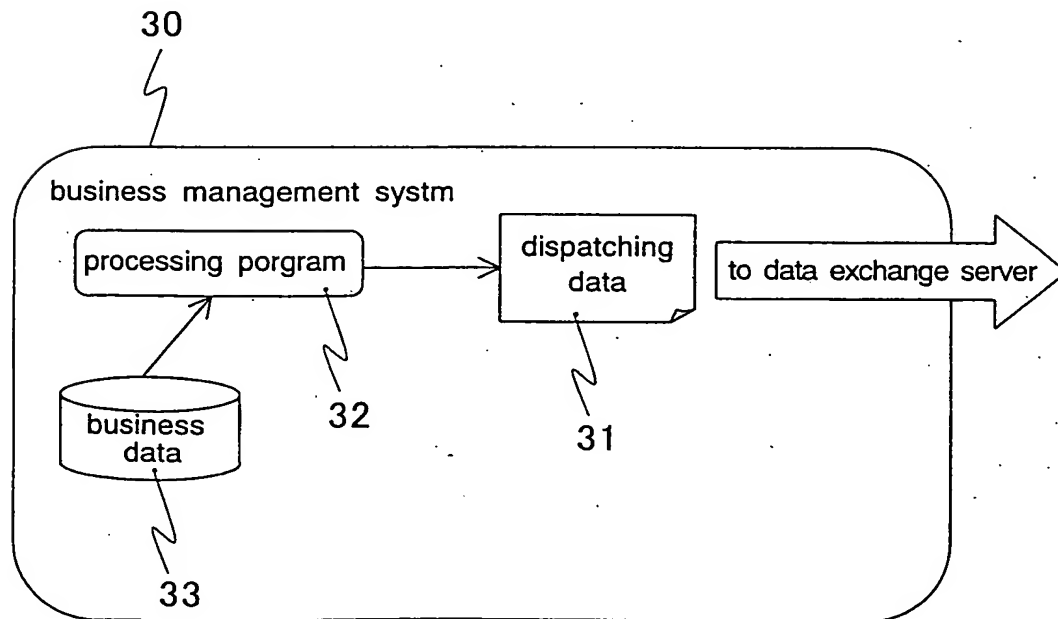 30
business management systm
processing porgram
dispatching
data
to data exchange server
business
data
32
31
33